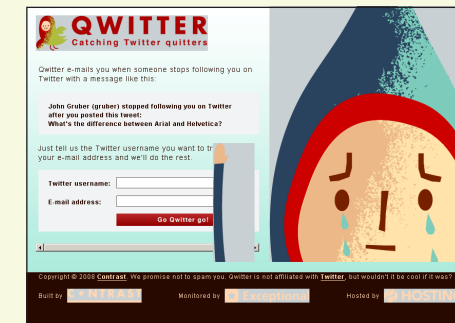 QWITTER
Catching Twitter quitters
Qwitter e-mails you when someone stops following you on
Twitter with a message like this:
John Gruber (gruber) stopped following you on Twitter
after you posted this tweet:
What's the difference between Arial and Helvetica?
Just tell us the Twitter username you want to
your e-mail address and we'll do the rest.
Twitter username:
E-mail address:
Go Qwitter go!
Copyright © 2008 Contrast. We promise not to spam you. Qwitter is not affiliated with Twitter, but wouldn't it be cool if it was?
Built by CONTRAST Monitored by Exceptional Hosted by HOSTING